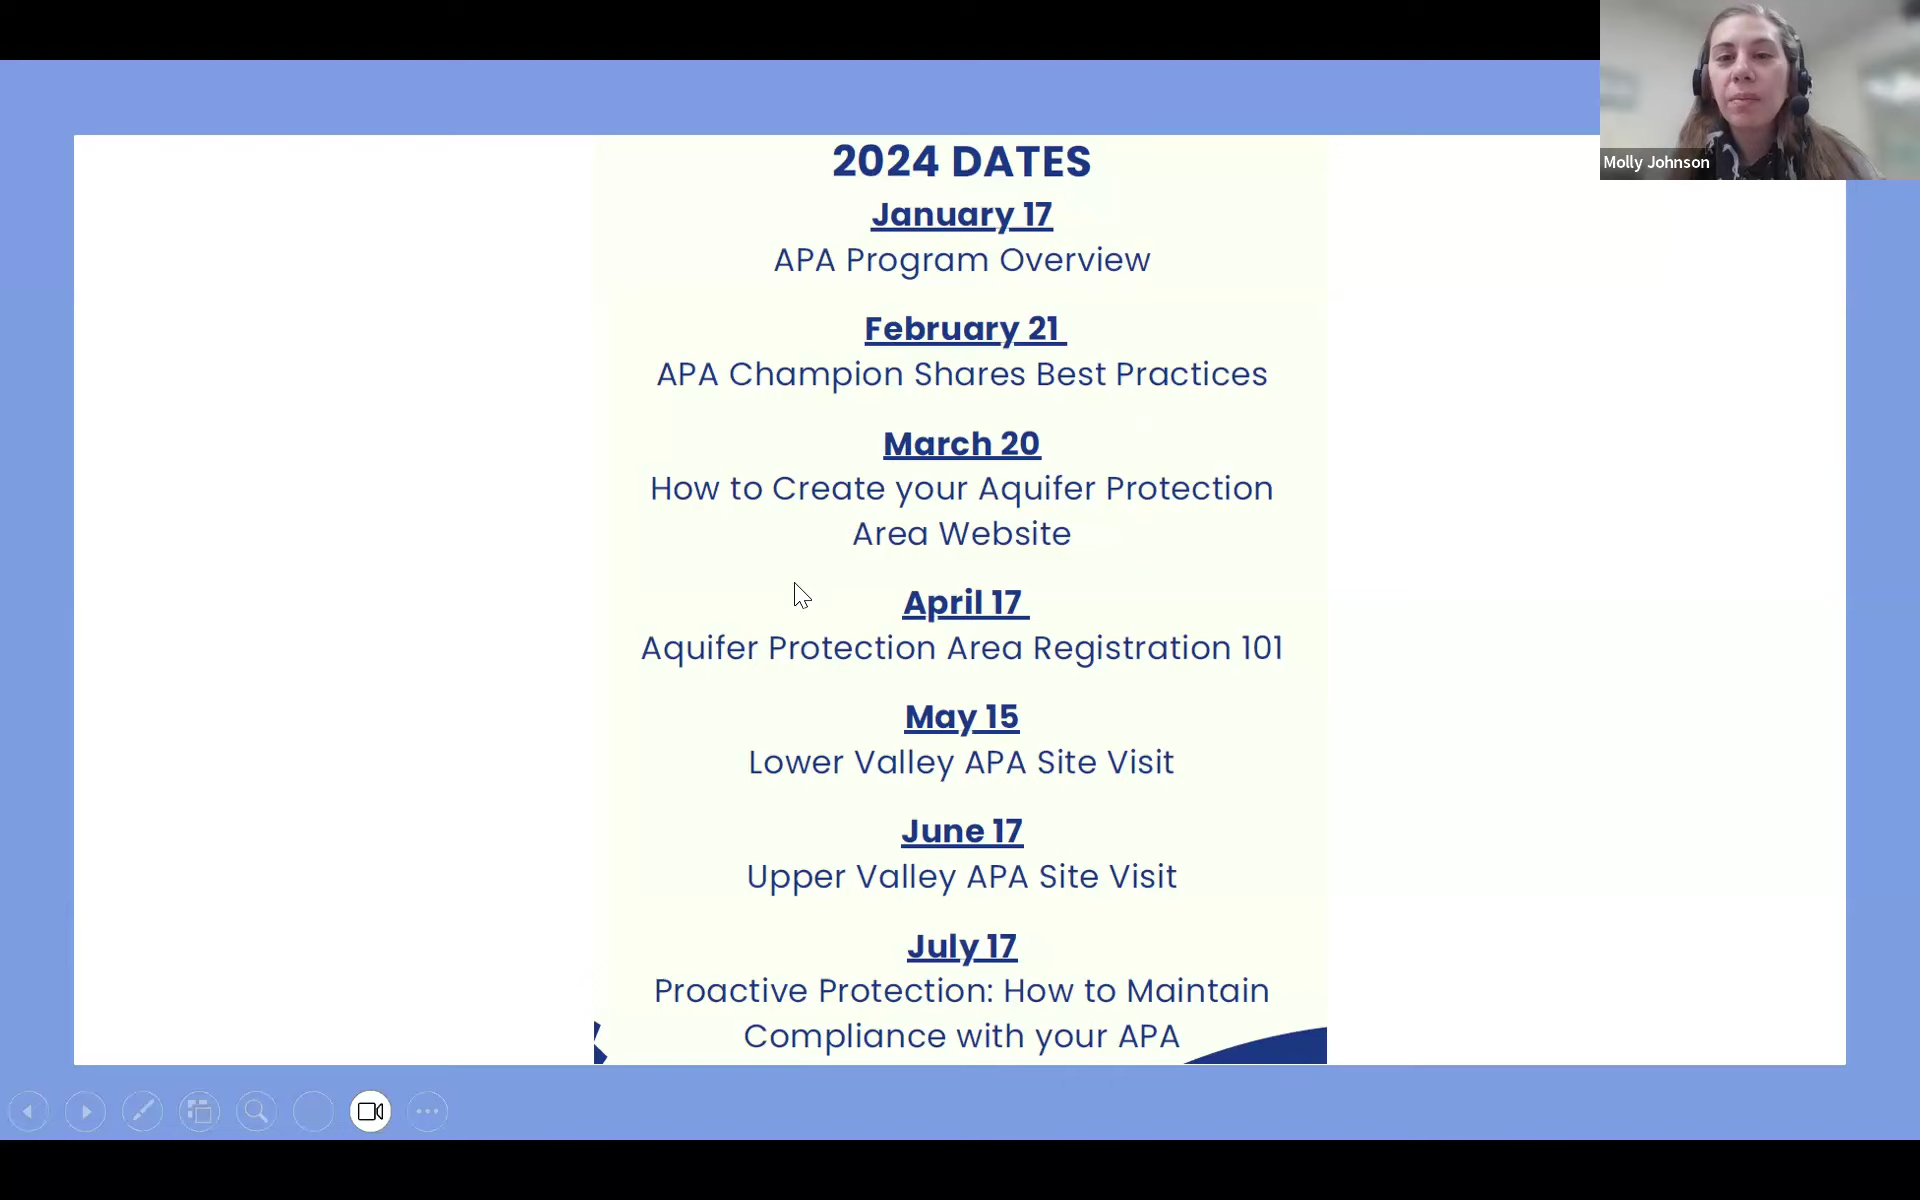 2024 DATES
January 17
APA Program Overview
February 21
APA Champion Shares Best Practices
March 20
How to Create your Aquifer Protection
Area Website
April 17
Aquifer Protection Area Registration 101
May 15
Lower Valley APA Site Visit
June 17
Upper Valley APA Site Visit
July 17
Proactive Protection: How to Maintain
Compliance with your APA
Molly Johnson